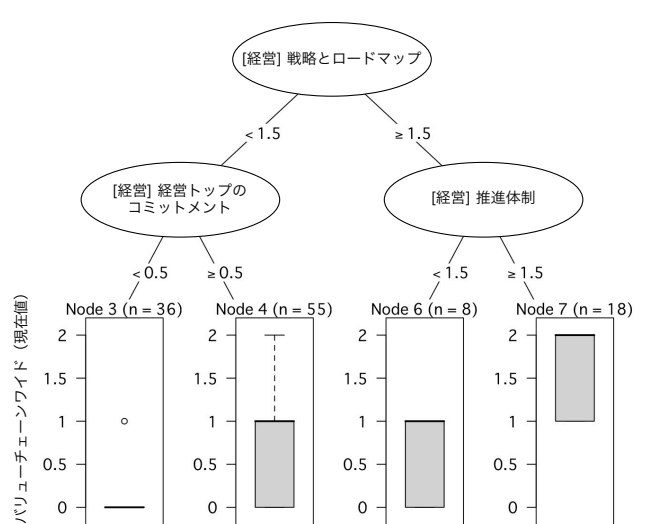 [経営] 戦略とロードマップ
< 1.5
≥ 1.5
[経営] 経営トップの
コミットメント
[経営] 推進体制
< 0.5
≥ 0.5
< 1.5
≥ 1.5
Node 3 (n = 36)
Node 4 (n = 55)
Node 6 (n = 8)
Node 7 (n = 18)
バリューチェーンワイド（現在値）
2
1.5
1
0.5
0
2
1.5
1
0.5
0
2
1.5
1
0.5
0
2
1.5
1
0.5
0